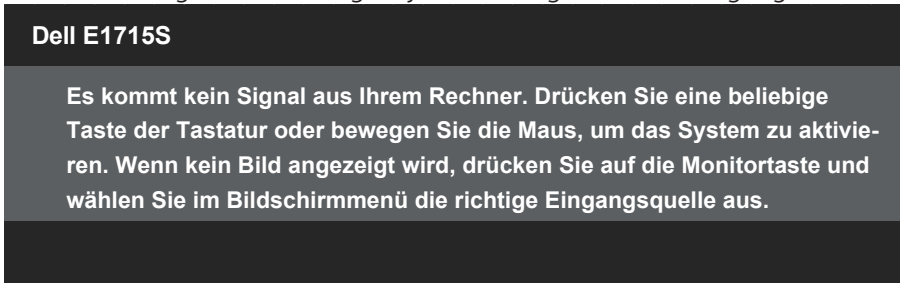 Dell E1715S
Es kommt kein Signal aus Ihrem Rechner. Drücken Sie eine beliebige
Taste der Tastatur oder bewegen Sie die Maus, um das System zu aktivie-
ren. Wenn kein Bild angezeigt wird, drücken Sie auf die Monitortaste und
wählen Sie im Bildschirmmenü die richtige Eingangsquelle aus.